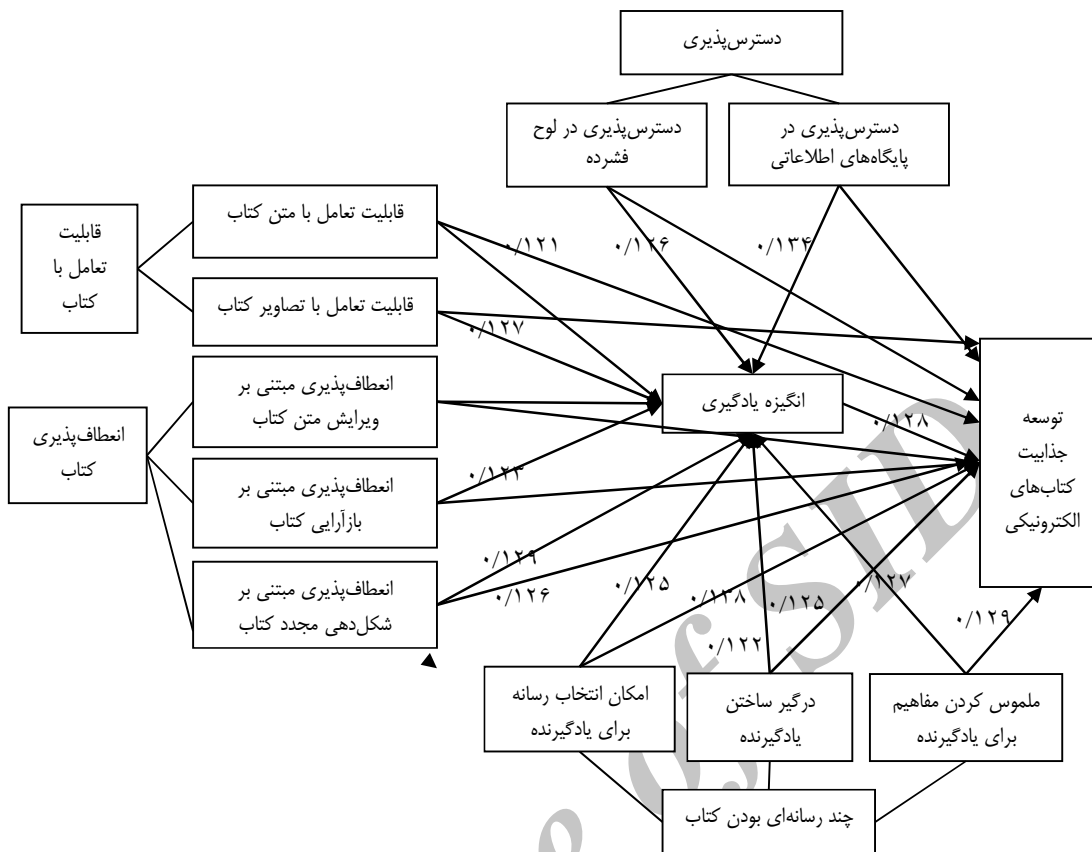 دسترس‌پذیری
دسترس‌پذیری در لوح
فشرده
دسترس‌پذیری در
پایگاه‌های اطلاعاتی
قابلیت
تعامل با
کتاب
قابلیت تعامل با متن کتاب
قابلیت تعامل با تصاویر کتاب
انعطاف‌پذیری
کتاب
انعطاف‌پذیری مبتنی بر
ویرایش متن کتاب
انعطاف‌پذیری مبتنی بر
بازآرایی کتاب
انعطاف‌پذیری مبتنی بر
شکل‌دهی مجدد کتاب
۰/۱۲۱
۰/۱۲۶
۰/۱۳۴
۰/۱۲۷
انگیزه یادگیری
۰/۱۲۸
توسعه
جذابیت
کتاب‌های
الکترونیکی
۰/۱۲۳
۰/۱۲۹
۰/۱۲۶
۰/۱۲۵
۰/۱۳۸
۰/۱۲۵
۰/۱۲۷
۰/۱۲۲
۰/۱۲۹
امکان انتخاب رسانه
برای یادگیرنده
درگیر ساختن
یادگیرنده
ملموس کردن مفاهیم
برای یادگیرنده
چند رسانه‌ای بودن کتاب
of SID